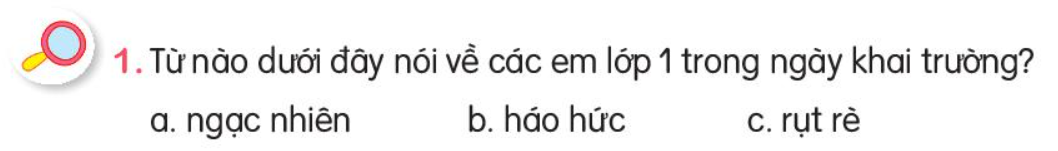 1. Từ nào dưới đây nói về các em lớp 1 trong ngày khai trường?
a. ngạc nhiên b. háo hức c. rụt rè